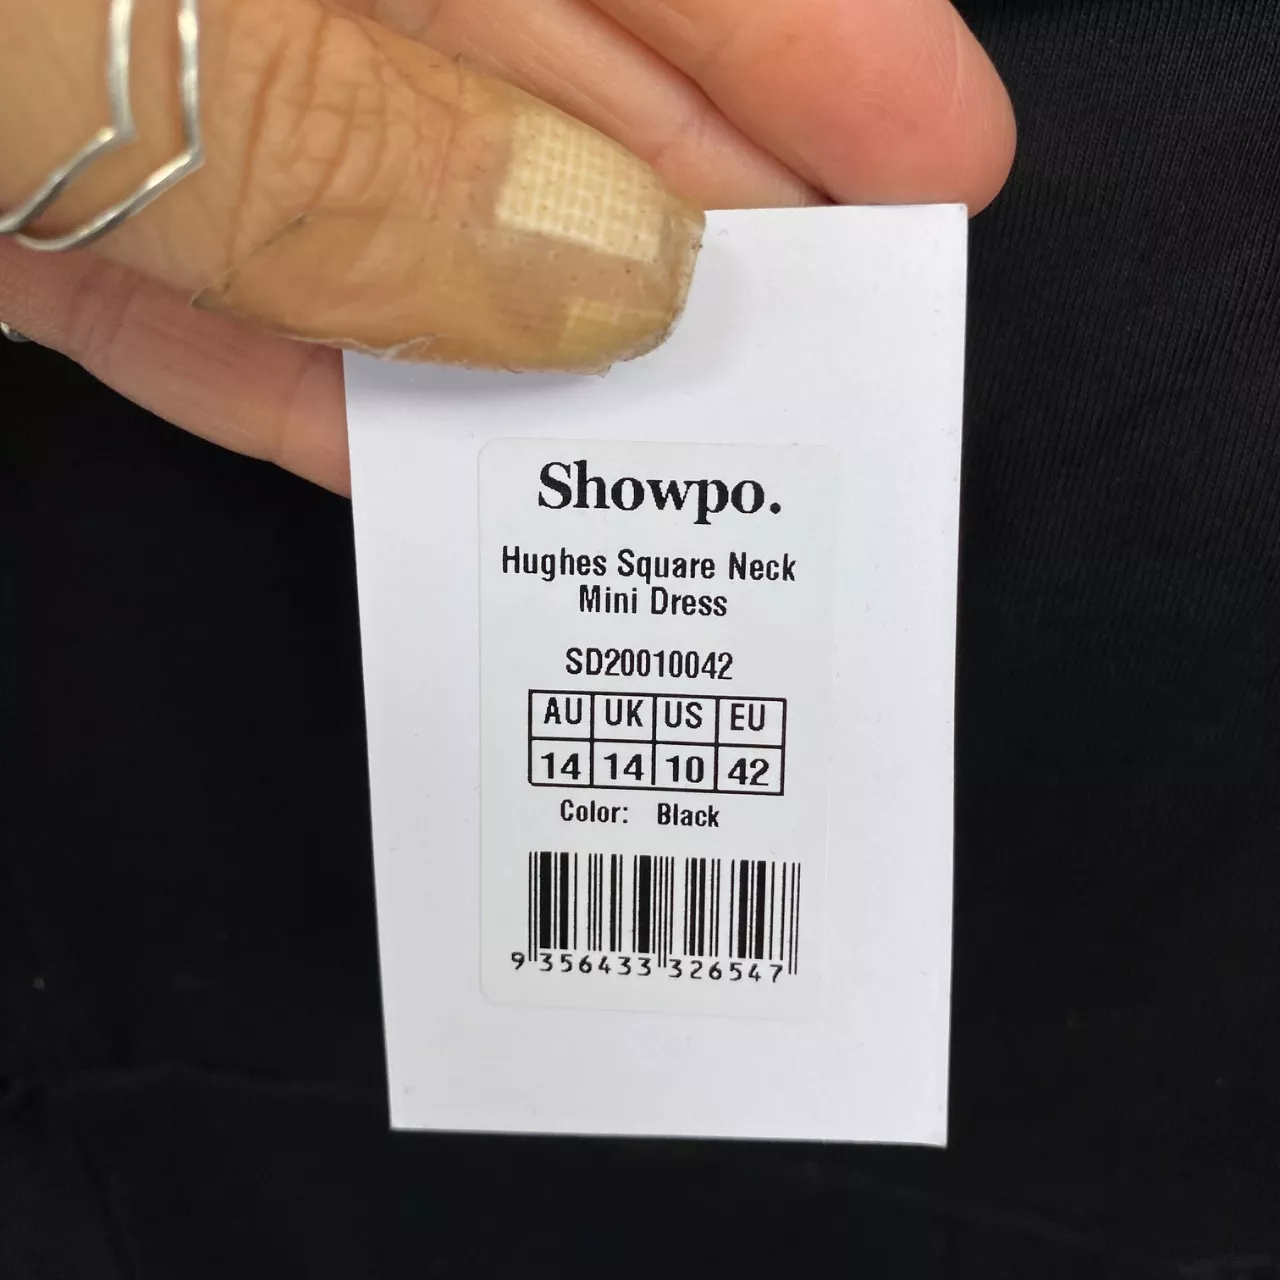 Showpo.
Hughes Square Neck
Mini Dress
SD20010042
AU UK US EU
14 14 10 42
Color: Black
9 356433 326547